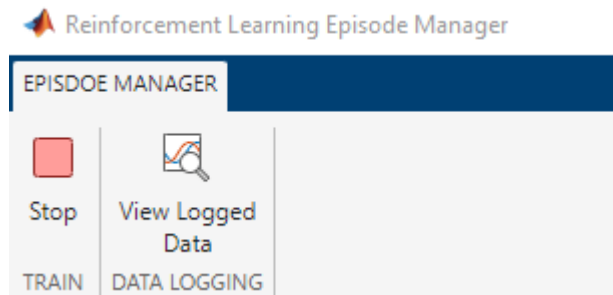 Reinforcement Learning Episode Manager
EPISDOE MANAGER
Stop
View Logged
Data
TRAIN
DATA LOGGING